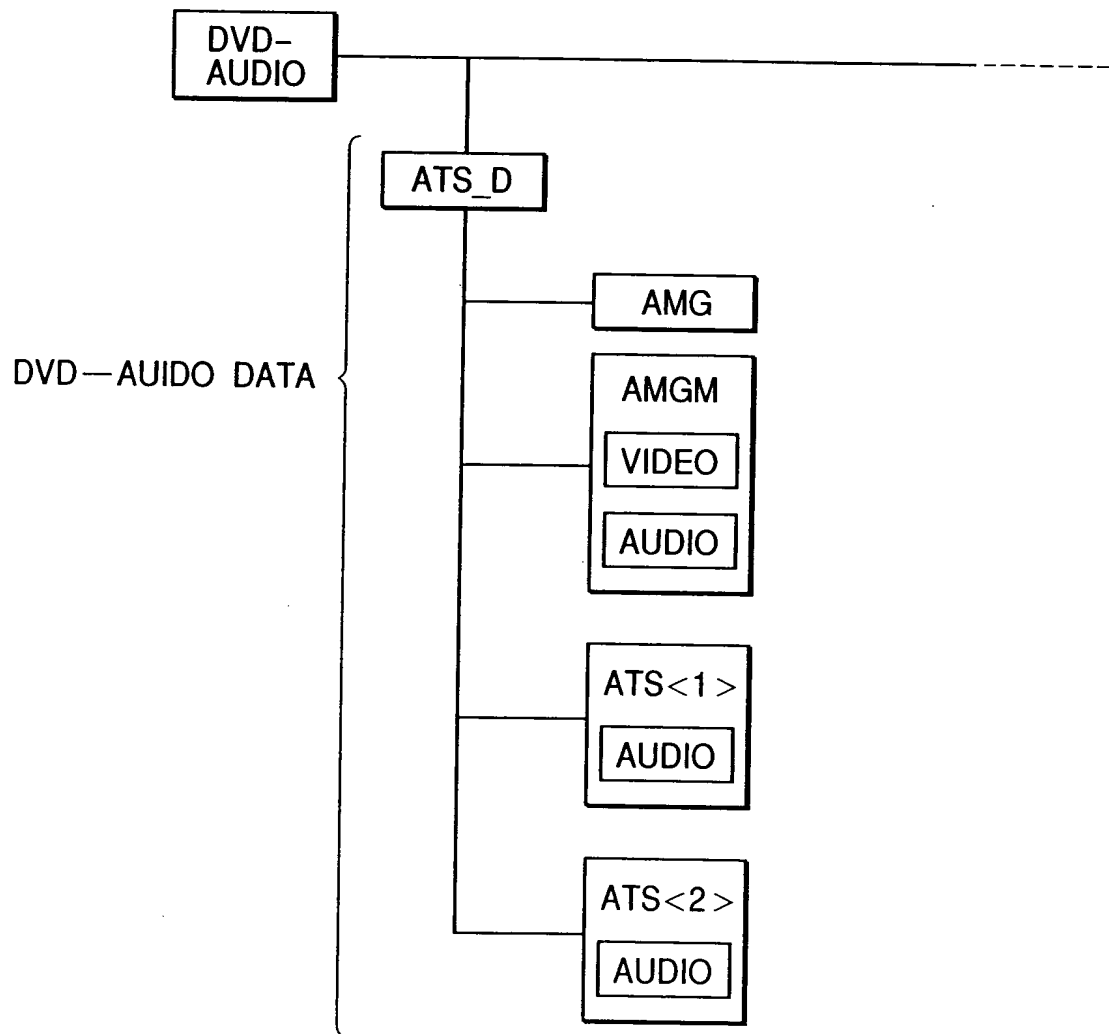 DVD-
AUDIO
ATS_D
AMG
DVD—AUIDO DATA
AMGM
VIDEO
AUDIO
ATS<1>
AUDIO
ATS<2>
AUDIO